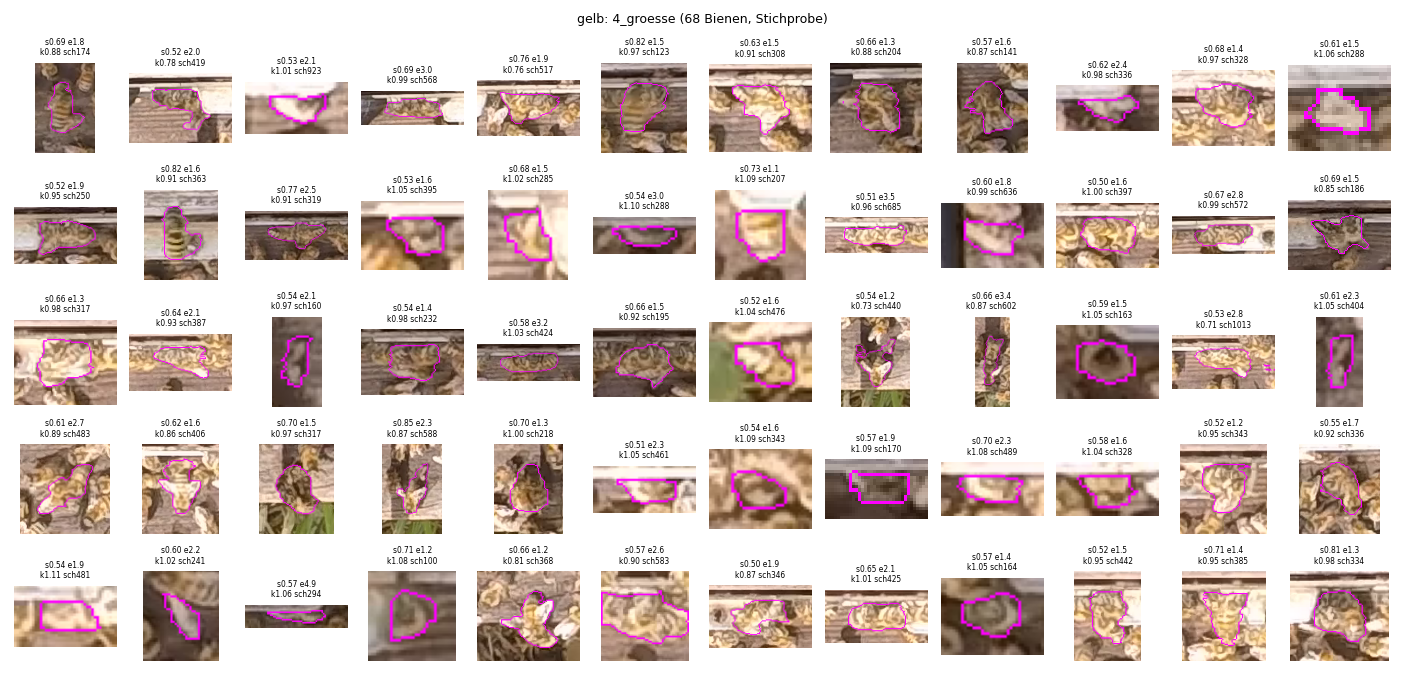 gelb: 4_groesse (68 Bienen, Stichprobe)
s0.69 e1.8
k0.88 sch174
s0.52 e2.0
k0.78 sch419
s0.53 e2.1
k1.01 sch923
s0.69 e3.0
k0.99 sch568
s0.76 e1.9
k0.76 sch517
s0.82 e1.5
k0.97 sch123
s0.63 e1.5
k0.91 sch308
s0.66 e1.3
k0.88 sch204
s0.57 e1.6
k0.87 sch141
s0.62 e2.4
k0.98 sch336
s0.68 e1.4
k0.97 sch328
s0.61 e1.5
k1.06 sch288
s0.52 e1.9
k0.95 sch250
s0.82 e1.6
k0.91 sch363
s0.77 e2.5
k0.91 sch319
s0.53 e1.6
k1.05 sch395
s0.68 e1.5
k1.02 sch285
s0.54 e3.0
k1.10 sch288
s0.73 e1.1
k1.09 sch207
s0.51 e3.5
k0.96 sch685
s0.60 e1.8
k0.99 sch636
s0.50 e1.6
k1.00 sch397
s0.67 e2.8
k0.99 sch572
s0.69 e1.5
k0.85 sch186
s0.66 e1.3
k0.98 sch317
s0.64 e2.1
k0.93 sch387
s0.54 e2.1
k0.97 sch160
s0.54 e1.4
k0.98 sch232
s0.58 e3.2
k1.03 sch424
s0.66 e1.5
k0.92 sch195
s0.52 e1.6
k1.04 sch476
s0.54 e1.2
k0.73 sch440
s0.66 e3.4
k0.87 sch602
s0.59 e1.5
k1.05 sch163
s0.53 e2.8
k0.71 sch1013
s0.61 e2.3
k1.05 sch404
s0.61 e2.7
k0.89 sch483
s0.62 e1.6
k0.86 sch406
s0.70 e1.5
k0.97 sch317
s0.85 e2.3
k0.87 sch588
s0.70 e1.3
k1.00 sch218
s0.51 e2.3
k1.05 sch461
s0.54 e1.6
k1.09 sch343
s0.57 e1.9
k1.09 sch170
s0.70 e2.3
k1.08 sch489
s0.58 e1.6
k1.04 sch328
s0.52 e1.2
k0.95 sch343
s0.55 e1.7
k0.92 sch336
s0.54 e1.9
k1.11 sch481
s0.60 e2.2
k1.02 sch241
s0.57 e4.9
k1.06 sch294
s0.71 e1.2
k1.08 sch100
s0.66 e1.2
k0.81 sch368
s0.57 e2.6
k0.90 sch583
s0.50 e1.9
k0.87 sch346
s0.65 e2.1
k1.01 sch425
s0.57 e1.4
k1.05 sch164
s0.52 e1.5
k0.95 sch442
s0.71 e1.4
k0.95 sch385
s0.81 e1.3
k0.98 sch334